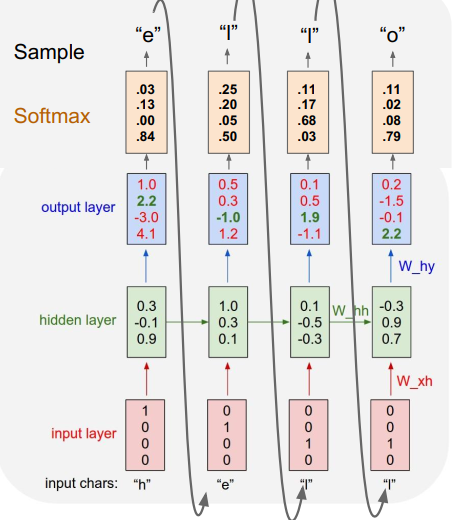 Sample “e” “l” “l” “o”
Softmax
.03 .25 .11 .11
.13 .20 .17 .02
.00 .05 .68 .08
.84 .50 .03 .79
output layer
1.0 0.5 0.1 0.2
2.2 0.3 0.5 -1.5
-3.0 -1.0 1.9 -0.1
4.1 1.2 -1.1 2.2
W_hy
hidden layer
0.3 1.0 0.1 -0.3
-0.1 0.3 -0.5 0.9
0.9 0.1 -0.3 0.7
W_hh
W_xh
input layer
1 0 0 0
0 1 0 0
0 0 1 1
0 0 0 0
input chars: “h” “e” “l” “l”